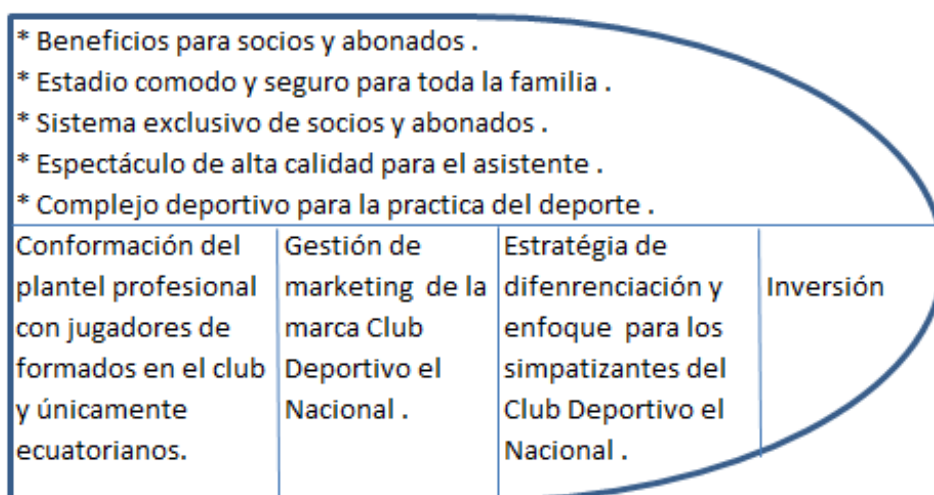 * Beneficios para socios y abonados .
* Estadio comodo y seguro para toda la familia .
* Sistema exclusivo de socios y abonados .
* Espectáculo de alta calidad para el asistente .
* Complejo deportivo para la practica del deporte .
Conformación del
plantel profesional
con jugadores de
formados en el club
y únicamente
ecuatorianos.
Gestión de
marketing de la
marca Club
Deportivo el
Nacional .
Estratégia de
difenrenciación y
enfoque para los
simpatizantes del
Club Deportivo el
Nacional .
Inversión